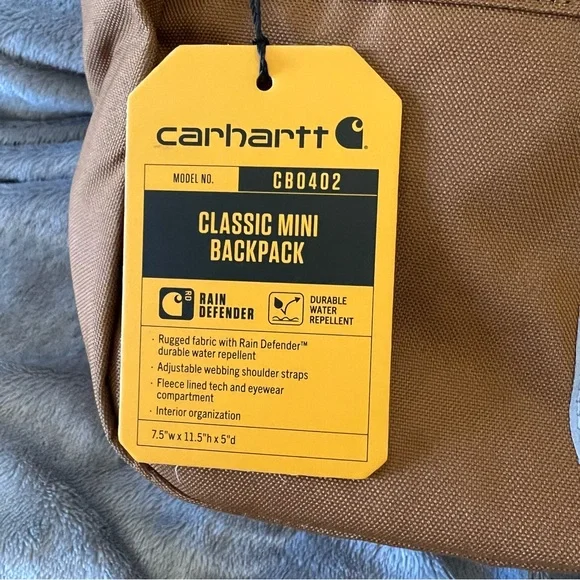 carhartt
MODEL NO. CB0402
CLASSIC MINI
BACKPACK
RD RAIN
DEFENDER
DURABLE
WATER
REPELLENT
· Rugged fabric with Rain Defender™
durable water repellent
· Adjustable webbing shoulder straps
· Fleece lined tech and eyewear
compartment
· Interior organization
7.5"w x 11.5"h x 5"d